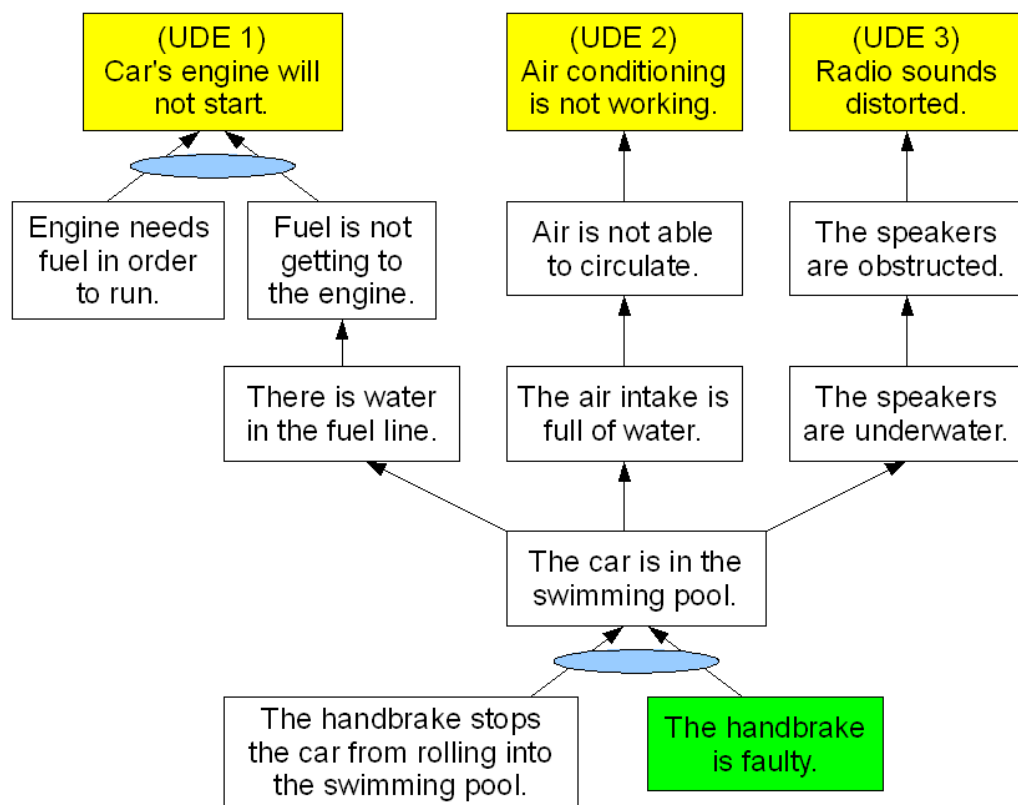 (UDE 1)
Car's engine will
not start.
(UDE 2)
Air conditioning
is not working.
(UDE 3)
Radio sounds
distorted.
Engine needs
fuel in order
to run.
Fuel is not
getting to
the engine.
Air is not able
to circulate.
The speakers
are obstructed.
There is water
in the fuel line.
The air intake is
full of water.
The speakers
are underwater.
The car is in the
swimming pool.
The handbrake stops
the car from rolling into
the swimming pool.
The handbrake
is faulty.